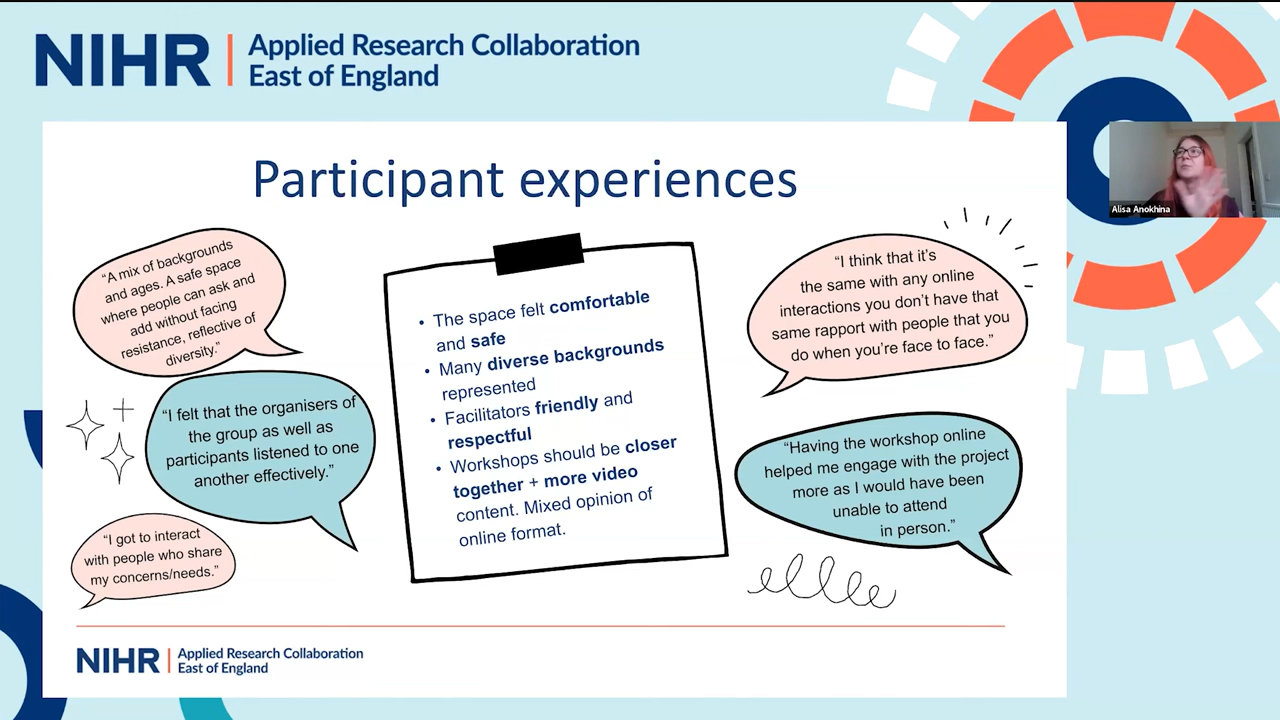 NIHR | Applied Research Collaboration
East of England
Participant experiences
“A mix of backgrounds
and ages. A safe space
where people can ask and
add without facing
resistance, reflective of
diversity.”
“I felt that the organisers of
the group as well as
participants listened to one
another effectively.”
“I got to interact
with people who share
my concerns/needs.”
• The space felt comfortable
and safe
• Many diverse backgrounds
represented
• Facilitators friendly and
respectful
• Workshops should be closer
together + more video
content. Mixed opinion of
online format.
“I think that it’s
the same with any online
interactions you don’t have that
same rapport with people that you
do when you’re face to face.”
“Having the workshop online
helped me engage with the project
more as I would have been
unable to attend
in person.”
Alisa Anokhina
NIHR | Applied Research Collaboration
East of England